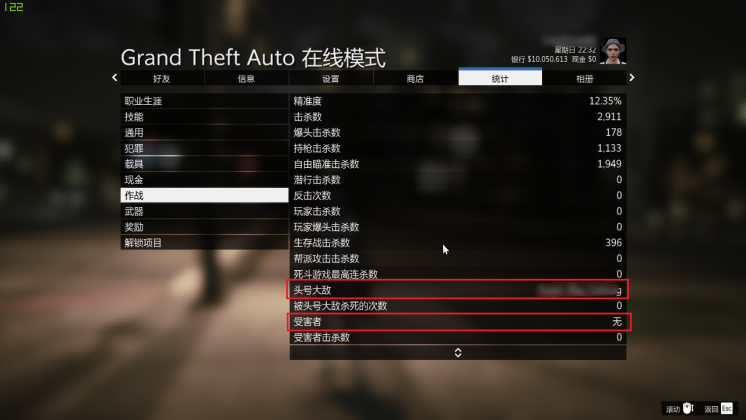 122
Grand Theft Auto 在线模式
星期日 22:32
银行 $10.050.613 现金 $0
好友 信息 设置 商店 统计 相册
职业生涯
技能
通用
犯罪
载具
现金
作战
武器
奖励
解锁项目
精准度 12.35%
击杀数 2,911
爆头击杀数 178
持枪击杀数 1,133
自由瞄准击杀数 1,949
潜行击杀数 0
反击次数 0
玩家击杀数 0
玩家爆头击杀数 0
生存战击杀数 396
帮派攻击击杀数 0
死斗游戏最高连杀数 0
头号大敌
被头号大敌杀死的次数 0
受害者 无
受害者击杀数 0
滚动 返回 Esc